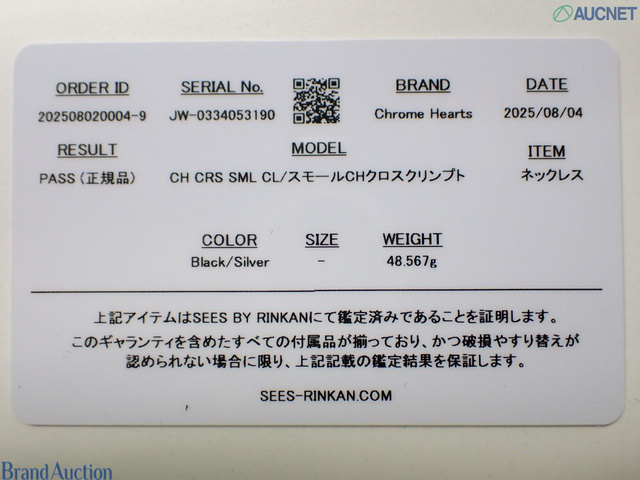 AUCNET
ORDER ID SERIAL No. BRAND DATE
202508020004-9 JW-0334053190 Chrome Hearts 2025/08/04
RESULT MODEL ITEM
PASS（正規品） CH CRS SML CL/スモールCHクロスクリンプト ネックレス
COLOR SIZE WEIGHT
Black/Silver - 48.567g
上記アイテムはSEES BY RINKANにて鑑定済みであることを証明します。
このギャランティを含めたすべての付属品が揃っており、かつ破損やすり替えが
認められない場合に限り、上記記載の鑑定結果を保証します。
SEES-RINKAN.COM
Brand Auction